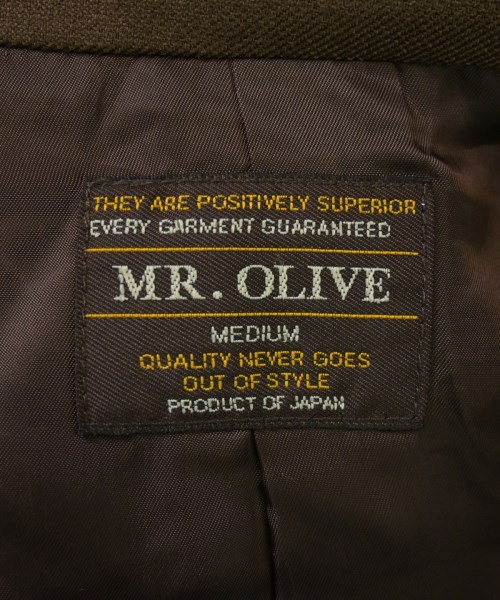 THEY ARE POSITIVELY SUPERIOR
EVERY GARMENT GUARANTEED
MR. OLIVE
MEDIUM
QUALITY NEVER GOES
OUT OF STYLE
PRODUCT OF JAPAN